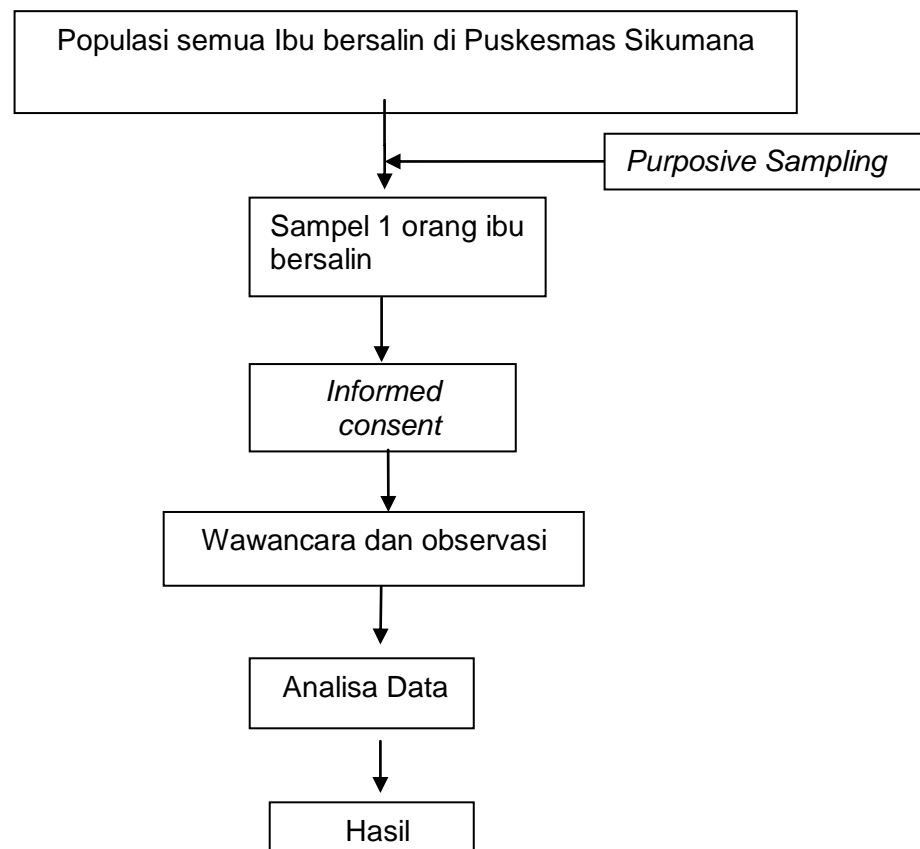 Populasi semua Ibu bersalin di Puskesmas Sikumana
Purposive Sampling
Sampel 1 orang ibu
bersalin
Informed
consent
Wawancara dan observasi
Analisa Data
Hasil